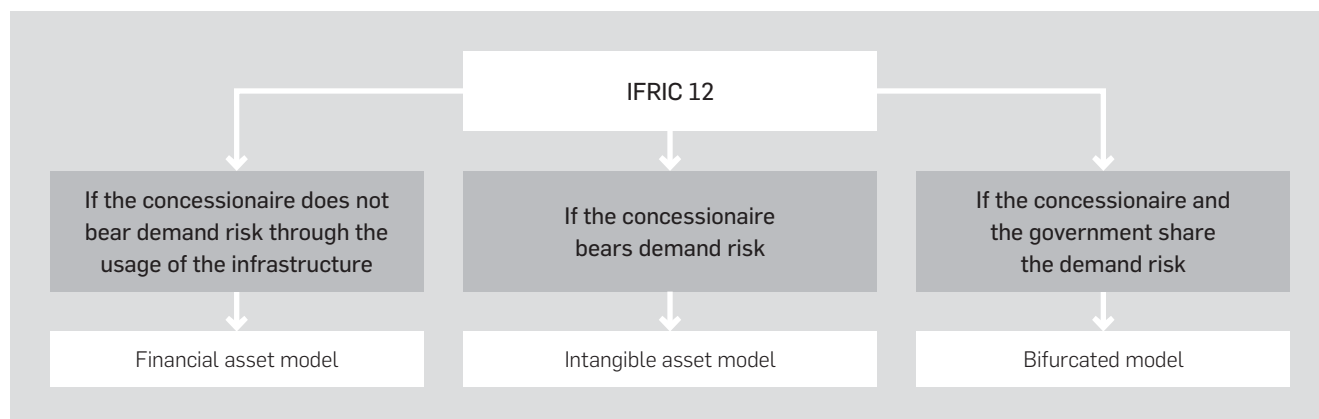 IFRIC 12
If the concessionaire does not
bear demand risk through the
usage of the infrastructure
If the concessionaire
bears demand risk
If the concessionaire and
the government share
the demand risk
Financial asset model
Intangible asset model
Bifurcated model